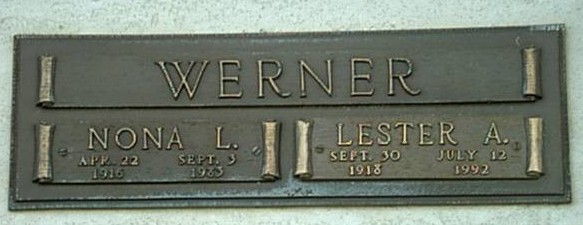 WERNER
NONA L.
APR. 22 SEPT. 3
1916 1983
LESTER A.
SEPT. 30 JULY 12
1918 1992